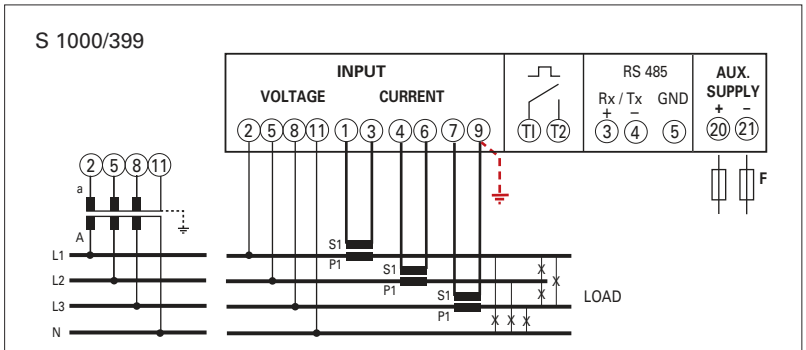 S 1000/399
INPUT
VOLTAGE CURRENT
2 5 8 11 1 3 4 6 7 9
T1 T2
RS 485
Rx / Tx GND
+ −
3 4 5
AUX.
SUPPLY
+ −
20 21
F
2 5 8 11
a
A
L1
L2
L3
N
S1
P1
S1
P1
S1
P1
X
X X
X
X X X
LOAD